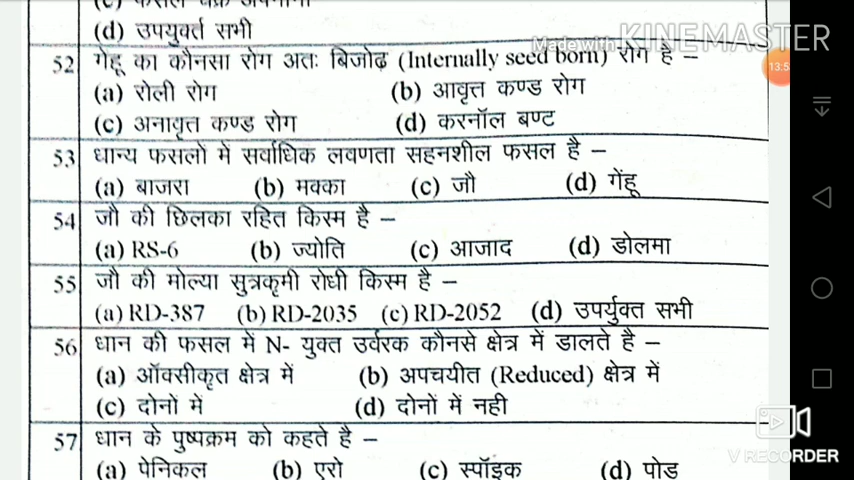 (d) उपयुर्क्त सभी
Made with KINEMASTER
52 गेहू का कौनसा रोग अतः बिजोढ़ (Internally seed born) रोग है –
13:5
(a) रोली रोग (b) आवृत्त कण्ड रोग
(c) अनावृत्त कण्ड रोग (d) करनॉल बण्ट
53 धान्य फसलों में सर्वाधिक लवणता सहनशील फसल है –
(a) बाजरा (b) मक्का (c) जौ (d) गेंहू
54 जौ की छिलका रहित किस्म है –
(a) RS-6 (b) ज्योति (c) आजाद (d) डोलमा
55 जौ की मोल्या सुत्रकृमी रोधी किस्म है –
(a) RD-387 (b) RD-2035 (c) RD-2052 (d) उपर्युक्त सभी
56 धान की फसल में N- युक्त उर्वरक कौनसे क्षेत्र में डालते है –
(a) ऑक्सीकृत क्षेत्र में (b) अपचयीत (Reduced) क्षेत्र में
(c) दोनों में (d) दोनों में नही
57 धान के पुष्पक्रम को कहते है –
(a) पेनिकल (b) एरो (c) स्पॉइक (d) पोड
V RECORDER